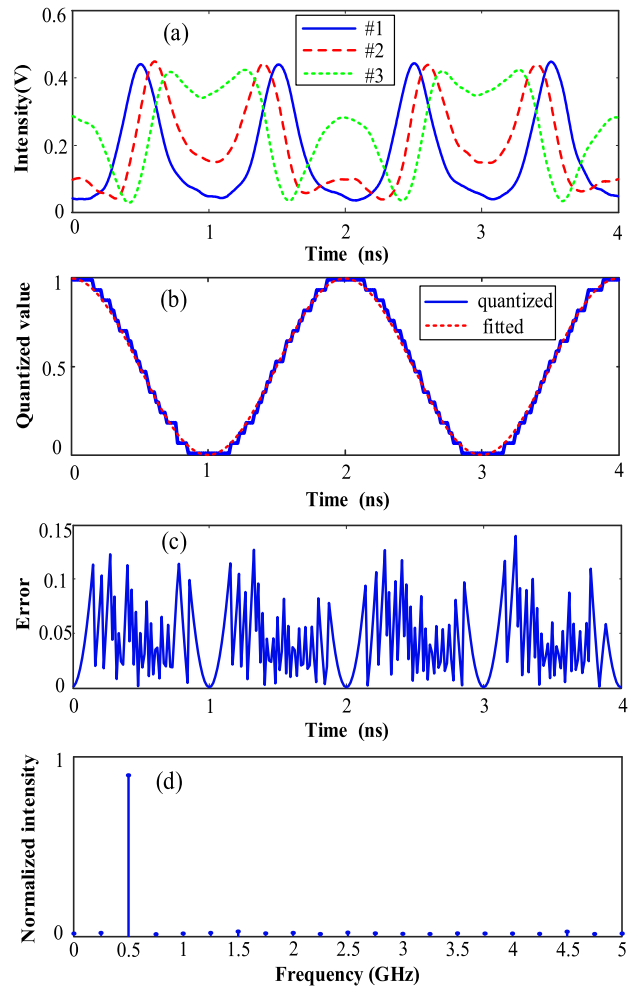 0.6
(a)
#1
#2
#3
0.4
0.2
0
Intensity(V)
0 1 2 3 4
Time (ns)
1
(b)
quantized
fitted
0.5
0
Quantized value
0 1 2 3 4
Time (ns)
0.15
(c)
0.1
0.05
0
Error
0 1 2 3 4
Time (ns)
1
(d)
0
Normalized intensity
0 0.5 1 1.5 2 2.5 3 3.5 4 4.5 5
Frequency (GHz)